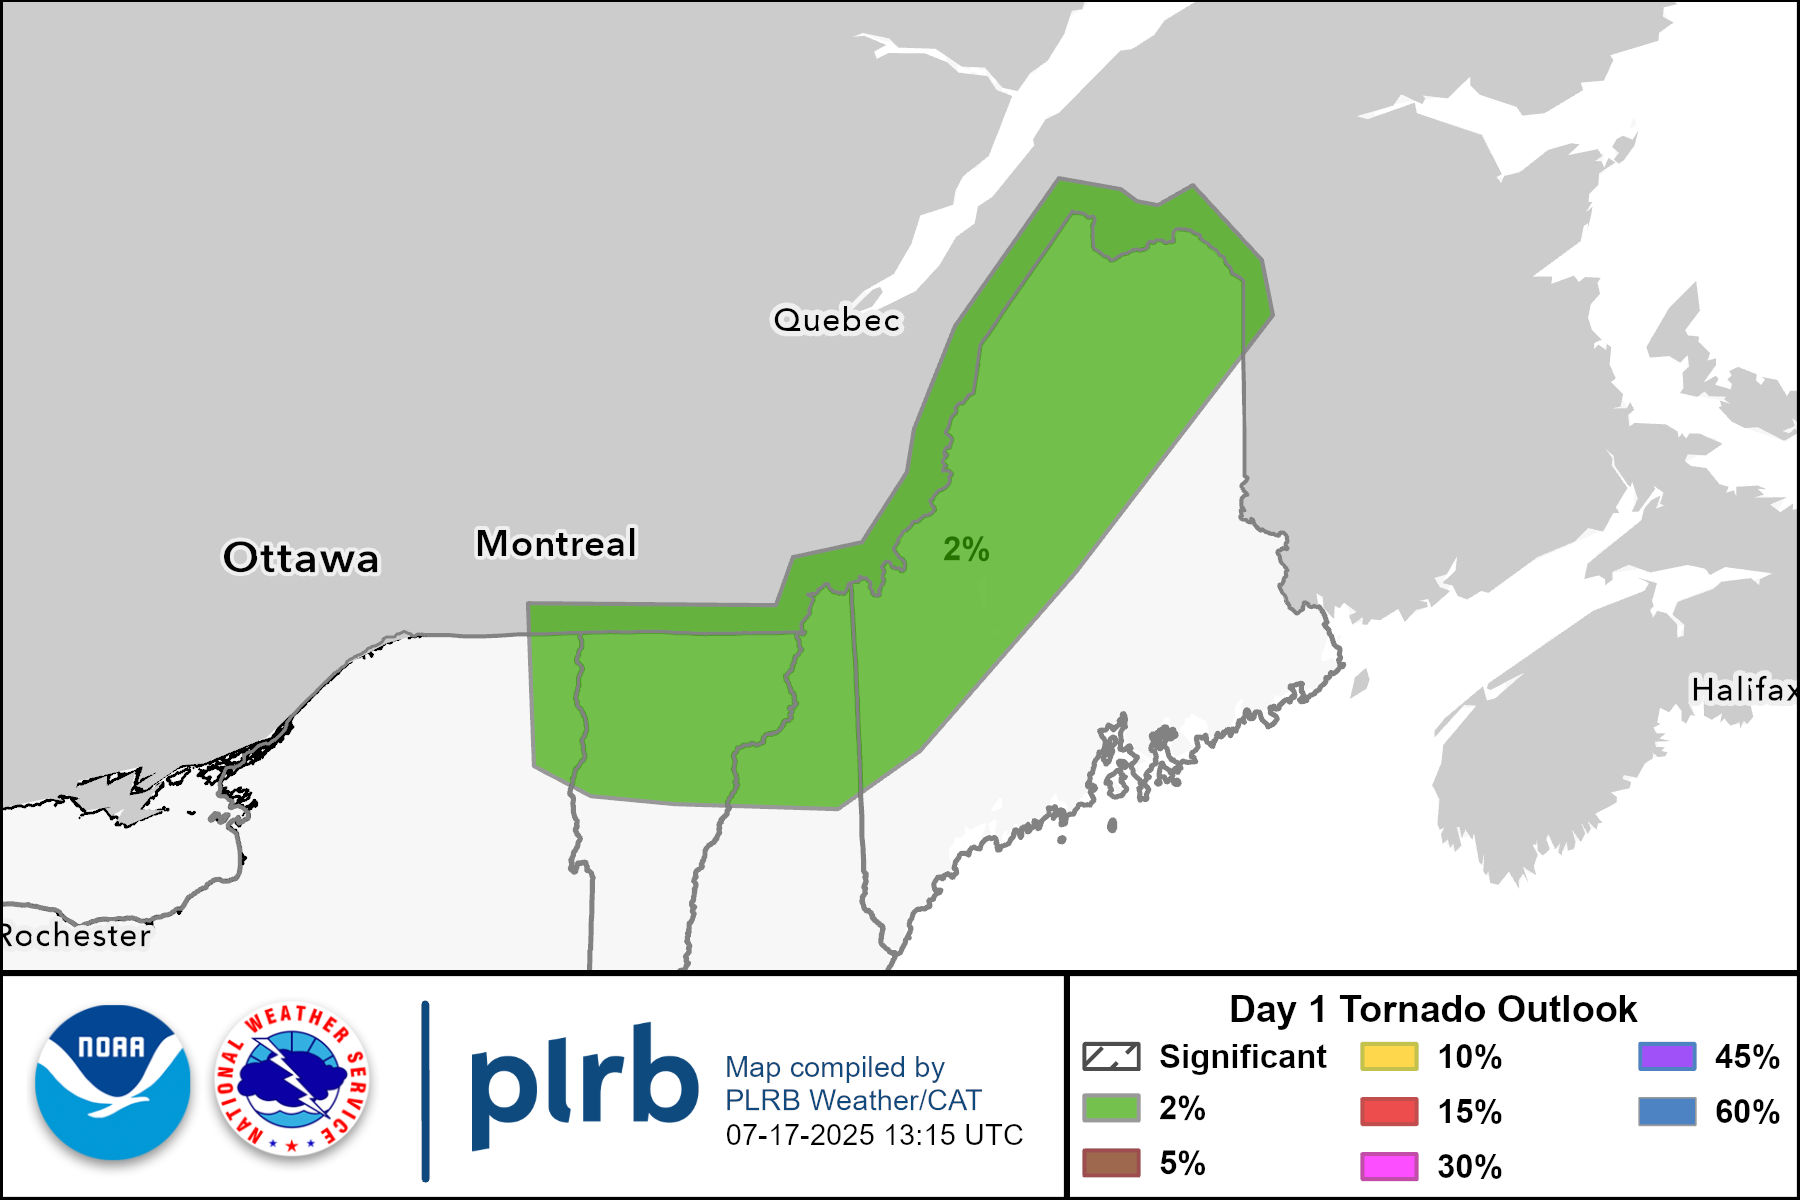 Quebec
Ottawa
Montreal
2%
Halifax
Rochester
NOAA
NATIONAL WEATHER SERVICE
plrb
Map compiled by
PLRB Weather/CAT
07-17-2025 13:15 UTC
Day 1 Tornado Outlook
Significant
2%
5%
10%
15%
30%
45%
60%